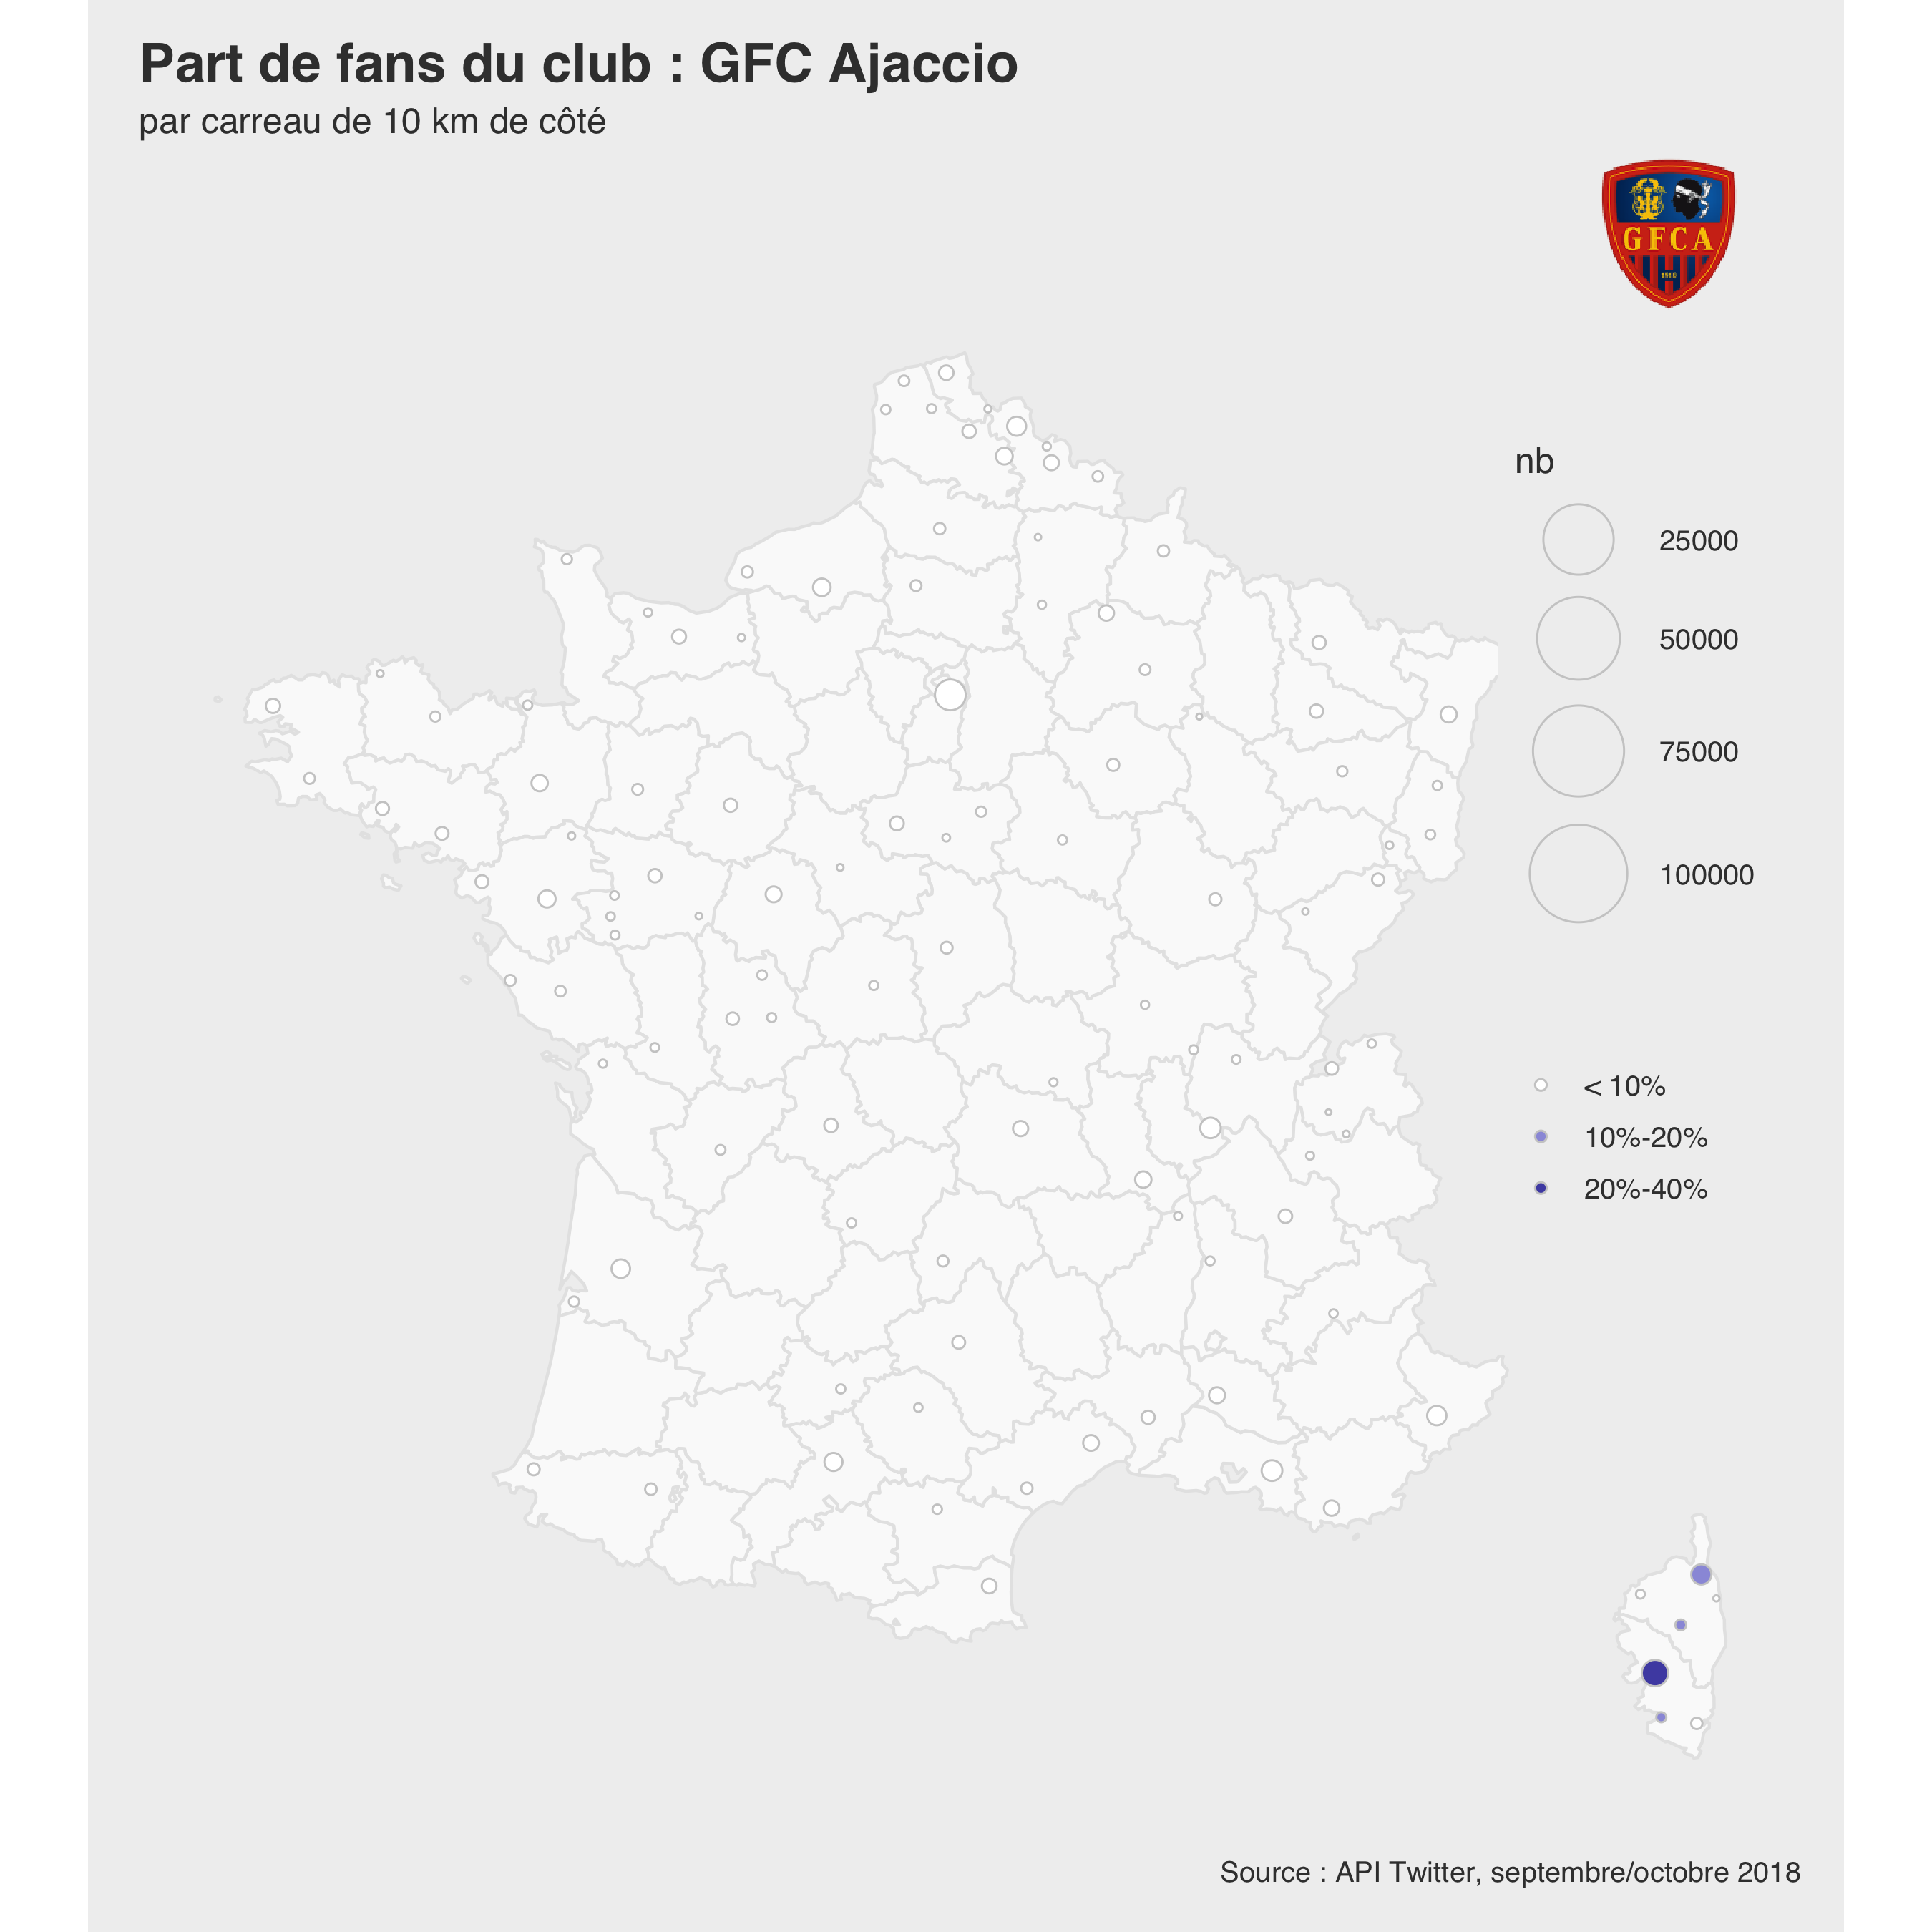 Part de fans du club : GFC Ajaccio
par carreau de 10 km de côté
GFCA
1910
nb
25000
50000
75000
100000
< 10%
10%-20%
20%-40%
Source : API Twitter, septembre/octobre 2018